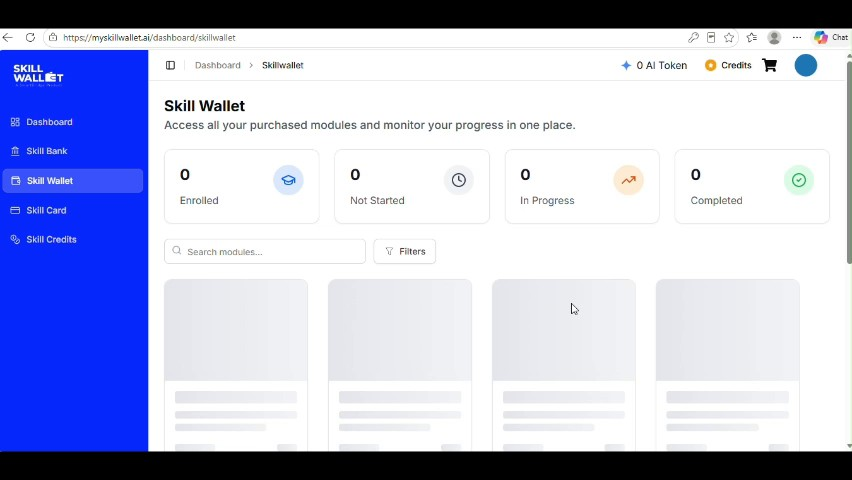 https://myskillwallet.ai/dashboard/skillwallet
Chat
SKILL
WALLET
Dashboard > Skillwallet
0 AI Token
Credits
Dashboard
Skill Bank
Skill Wallet
Skill Card
Skill Credits
Skill Wallet
Access all your purchased modules and monitor your progress in one place.
0
Enrolled
0
Not Started
0
In Progress
0
Completed
Search modules...
Filters